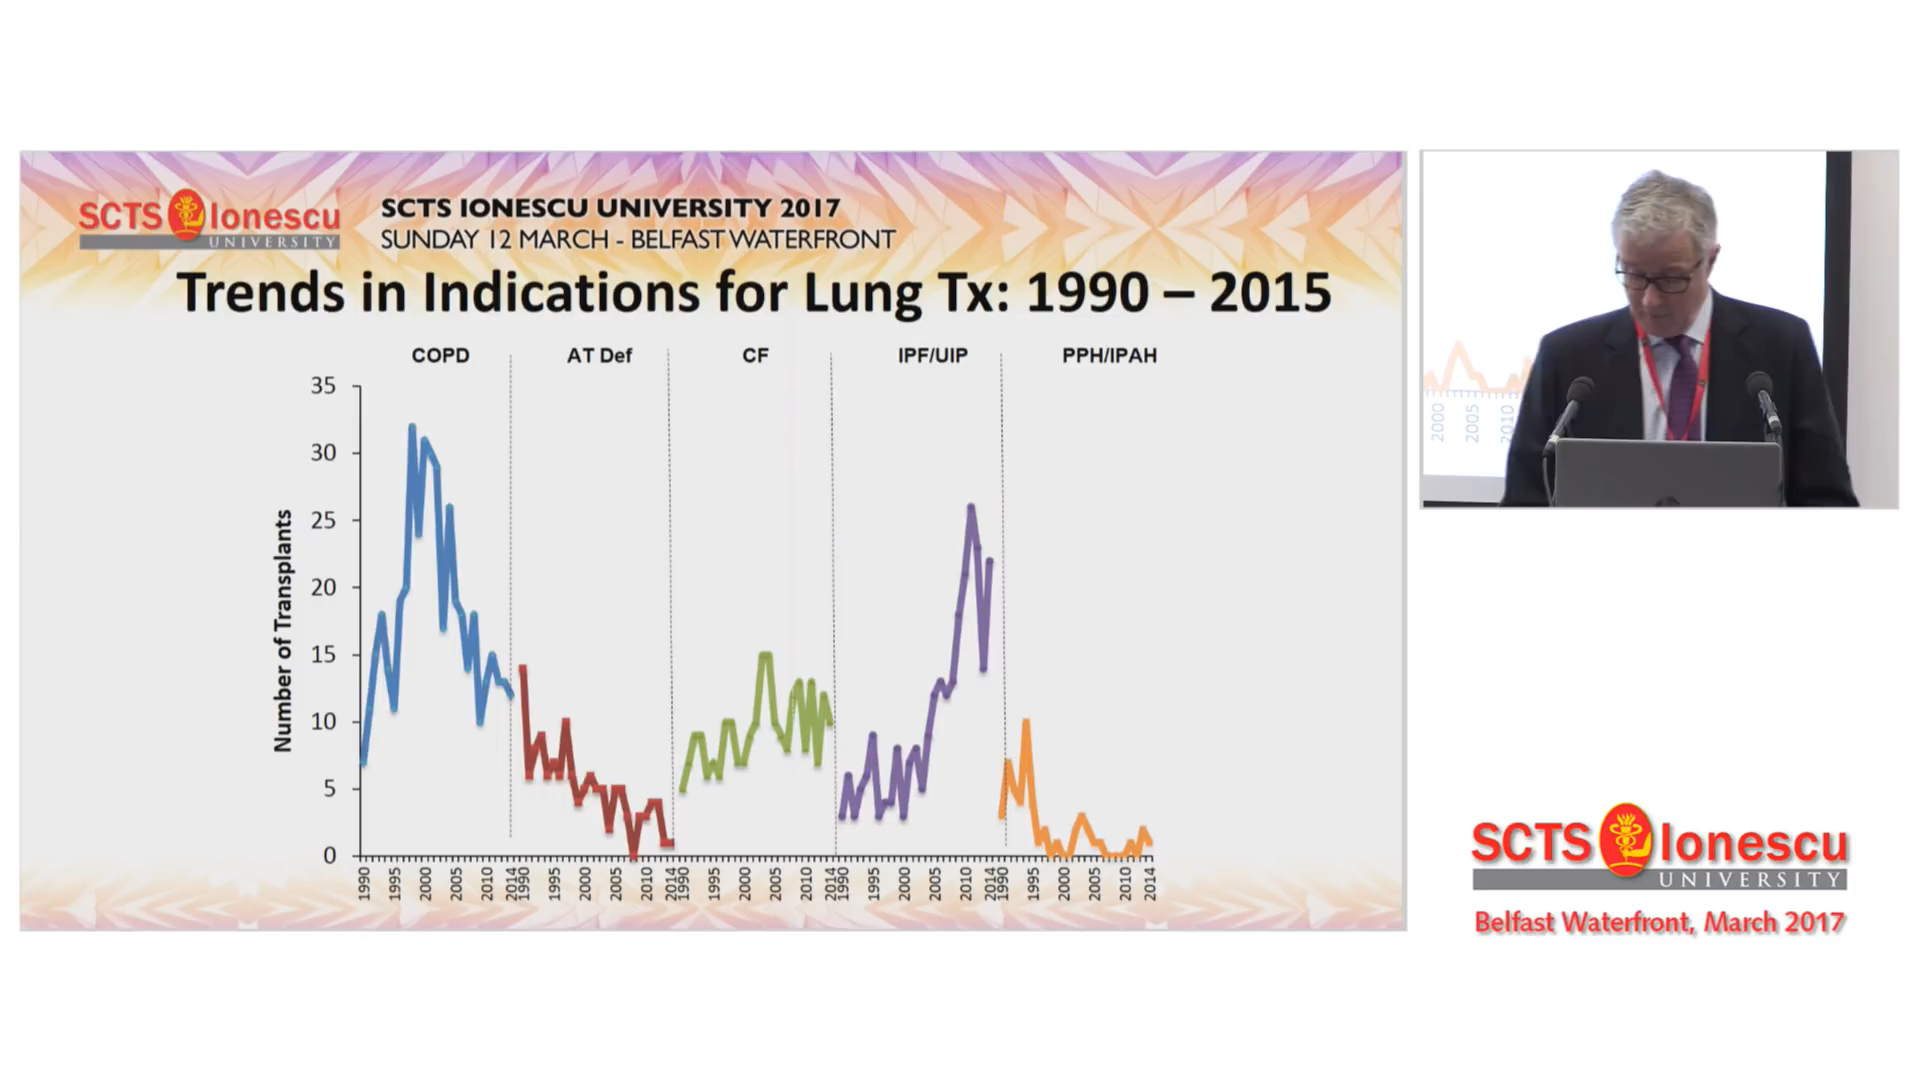 SCTS Ionescu
UNIVERSITY
SCTS IONESCU UNIVERSITY 2017
SUNDAY 12 MARCH - BELFAST WATERFRONT
Trends in Indications for Lung Tx: 1990 – 2015
COPD AT Def CF IPF/UIP PPH/IPAH
Number of Transplants
35
30
25
20
15
10
5
0
1990 1995 2000 2005 2010 2014 1990 1995 2000 2005 2010 2014 1990 1995 2000 2005 2010 2014 1990 1995 2000 2005 2010 2014 1990 1995 2000 2005 2010 2014
2000 2005 2010
SCTS Ionescu
UNIVERSITY
Belfast Waterfront, March 2017